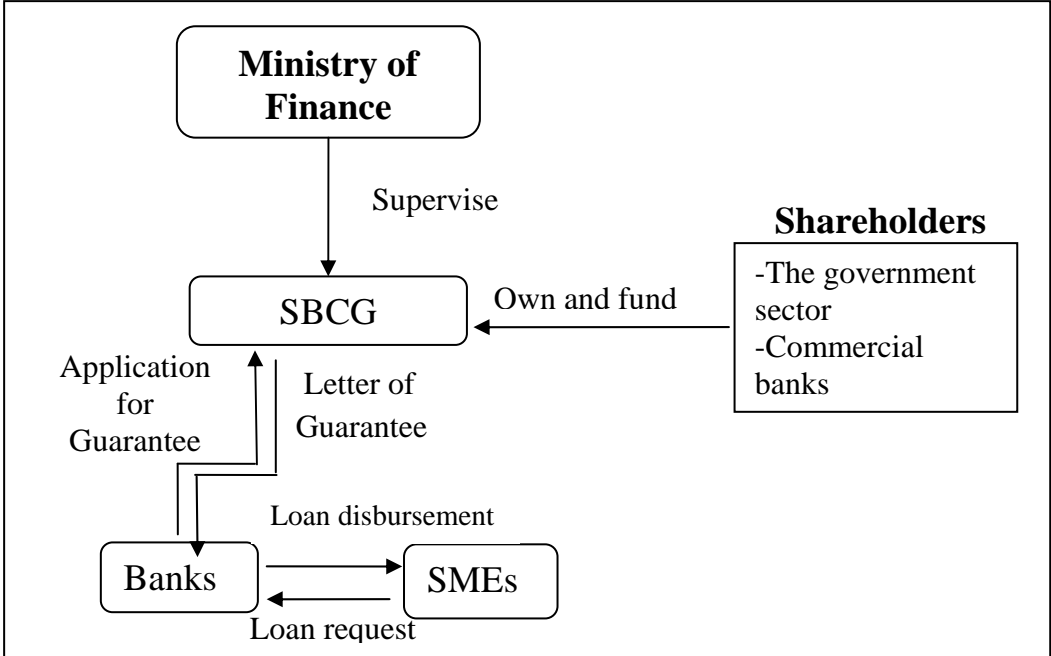 Ministry of
Finance
Supervise
Shareholders
-The government
sector
-Commercial
banks
Own and fund
SBCG
Application
for
Guarantee
Letter of
Guarantee
Loan disbursement
Banks
SMEs
Loan request